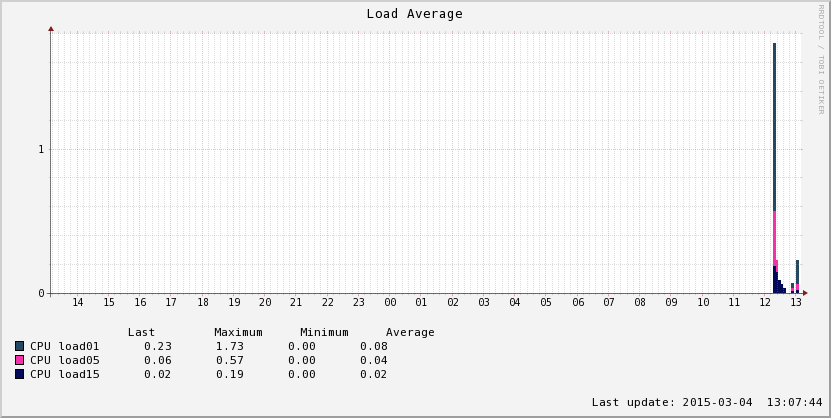 Load Average
RRDTOOL / TOBI OETIKER
1
0
14 15 16 17 18 19 20 21 22 23 00 01 02 03 04 05 06 07 08 09 10 11 12 13
Last Maximum Minimum Average
CPU load01 0.23 1.73 0.00 0.08
CPU load05 0.06 0.57 0.00 0.04
CPU load15 0.02 0.19 0.00 0.02
Last update: 2015-03-04 13:07:44